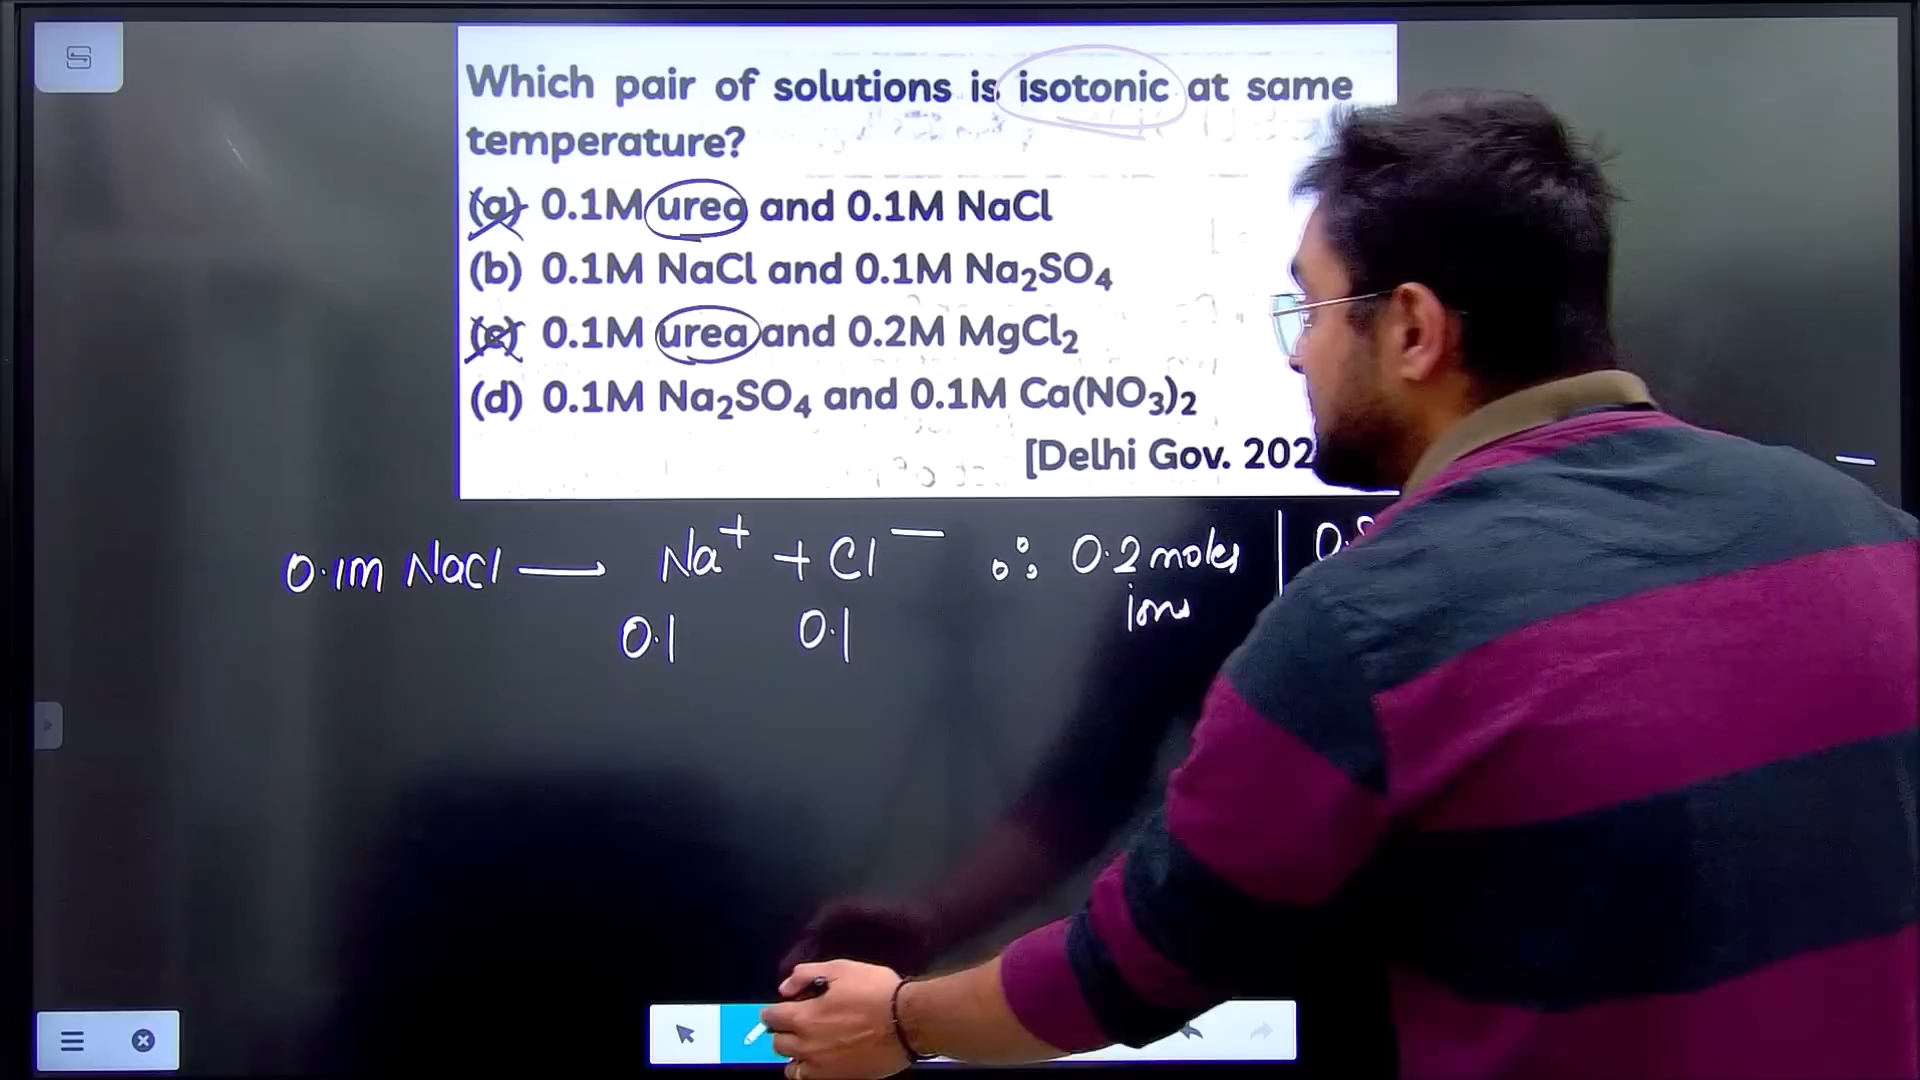 Which pair of solutions is isotonic at same
temperature?
(a) 0.1M urea and 0.1M NaCl
(b) 0.1M NaCl and 0.1M Na₂SO₄
(c) 0.1M urea and 0.2M MgCl₂
(d) 0.1M Na₂SO₄ and 0.1M Ca(NO₃)₂
[Delhi Gov. 202
0.1M NaCl → Na⁺ + Cl⁻ ∴ 0.2 moles |
ions
0.1 0.1